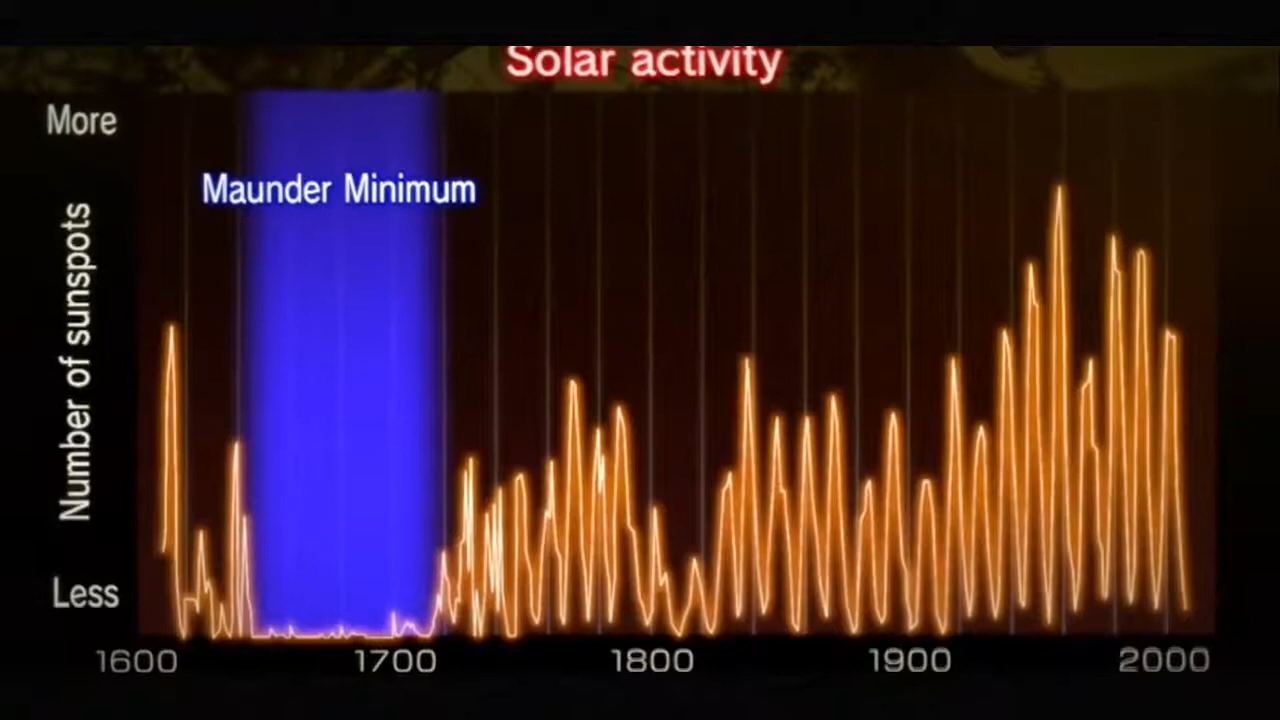 Solar activity
More
Maunder Minimum
Number of sunspots
Less
1600 1700 1800 1900 2000